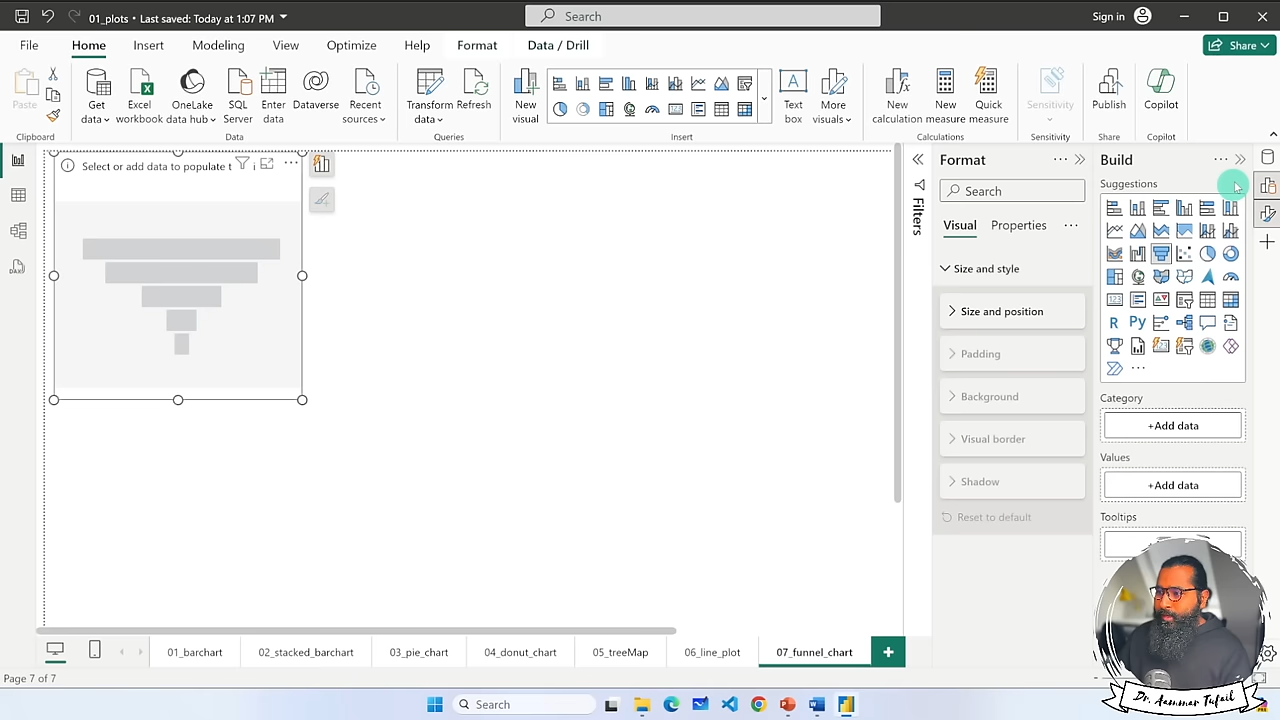 01_plots • Last saved: Today at 1:07 PM
Search
Sign in
File
Home
Insert
Modeling
View
Optimize
Help
Format
Data / Drill
Share
Paste
Get data
Excel workbook
OneLake data hub
SQL Server
Enter data
Dataverse
Recent sources
Transform data
Refresh
New visual
Text box
More visuals
New calculation
New measure
Quick measure
Sensitivity
Publish
Copilot
Clipboard
Data
Queries
Insert
Calculations
Sensitivity
Share
Copilot
Select or add data to populate t
Filters
Format
Search
Visual
Properties
Size and style
Size and position
Padding
Background
Visual border
Shadow
Reset to default
Build
Suggestions
123
R
Py
Category
+Add data
Values
+Add data
Tooltips
DAX
01_barchart
02_stacked_barchart
03_pie_chart
04_donut_chart
05_treeMap
06_line_plot
07_funnel_chart
Page 7 of 7
Search
Dr. Aammar Tufail